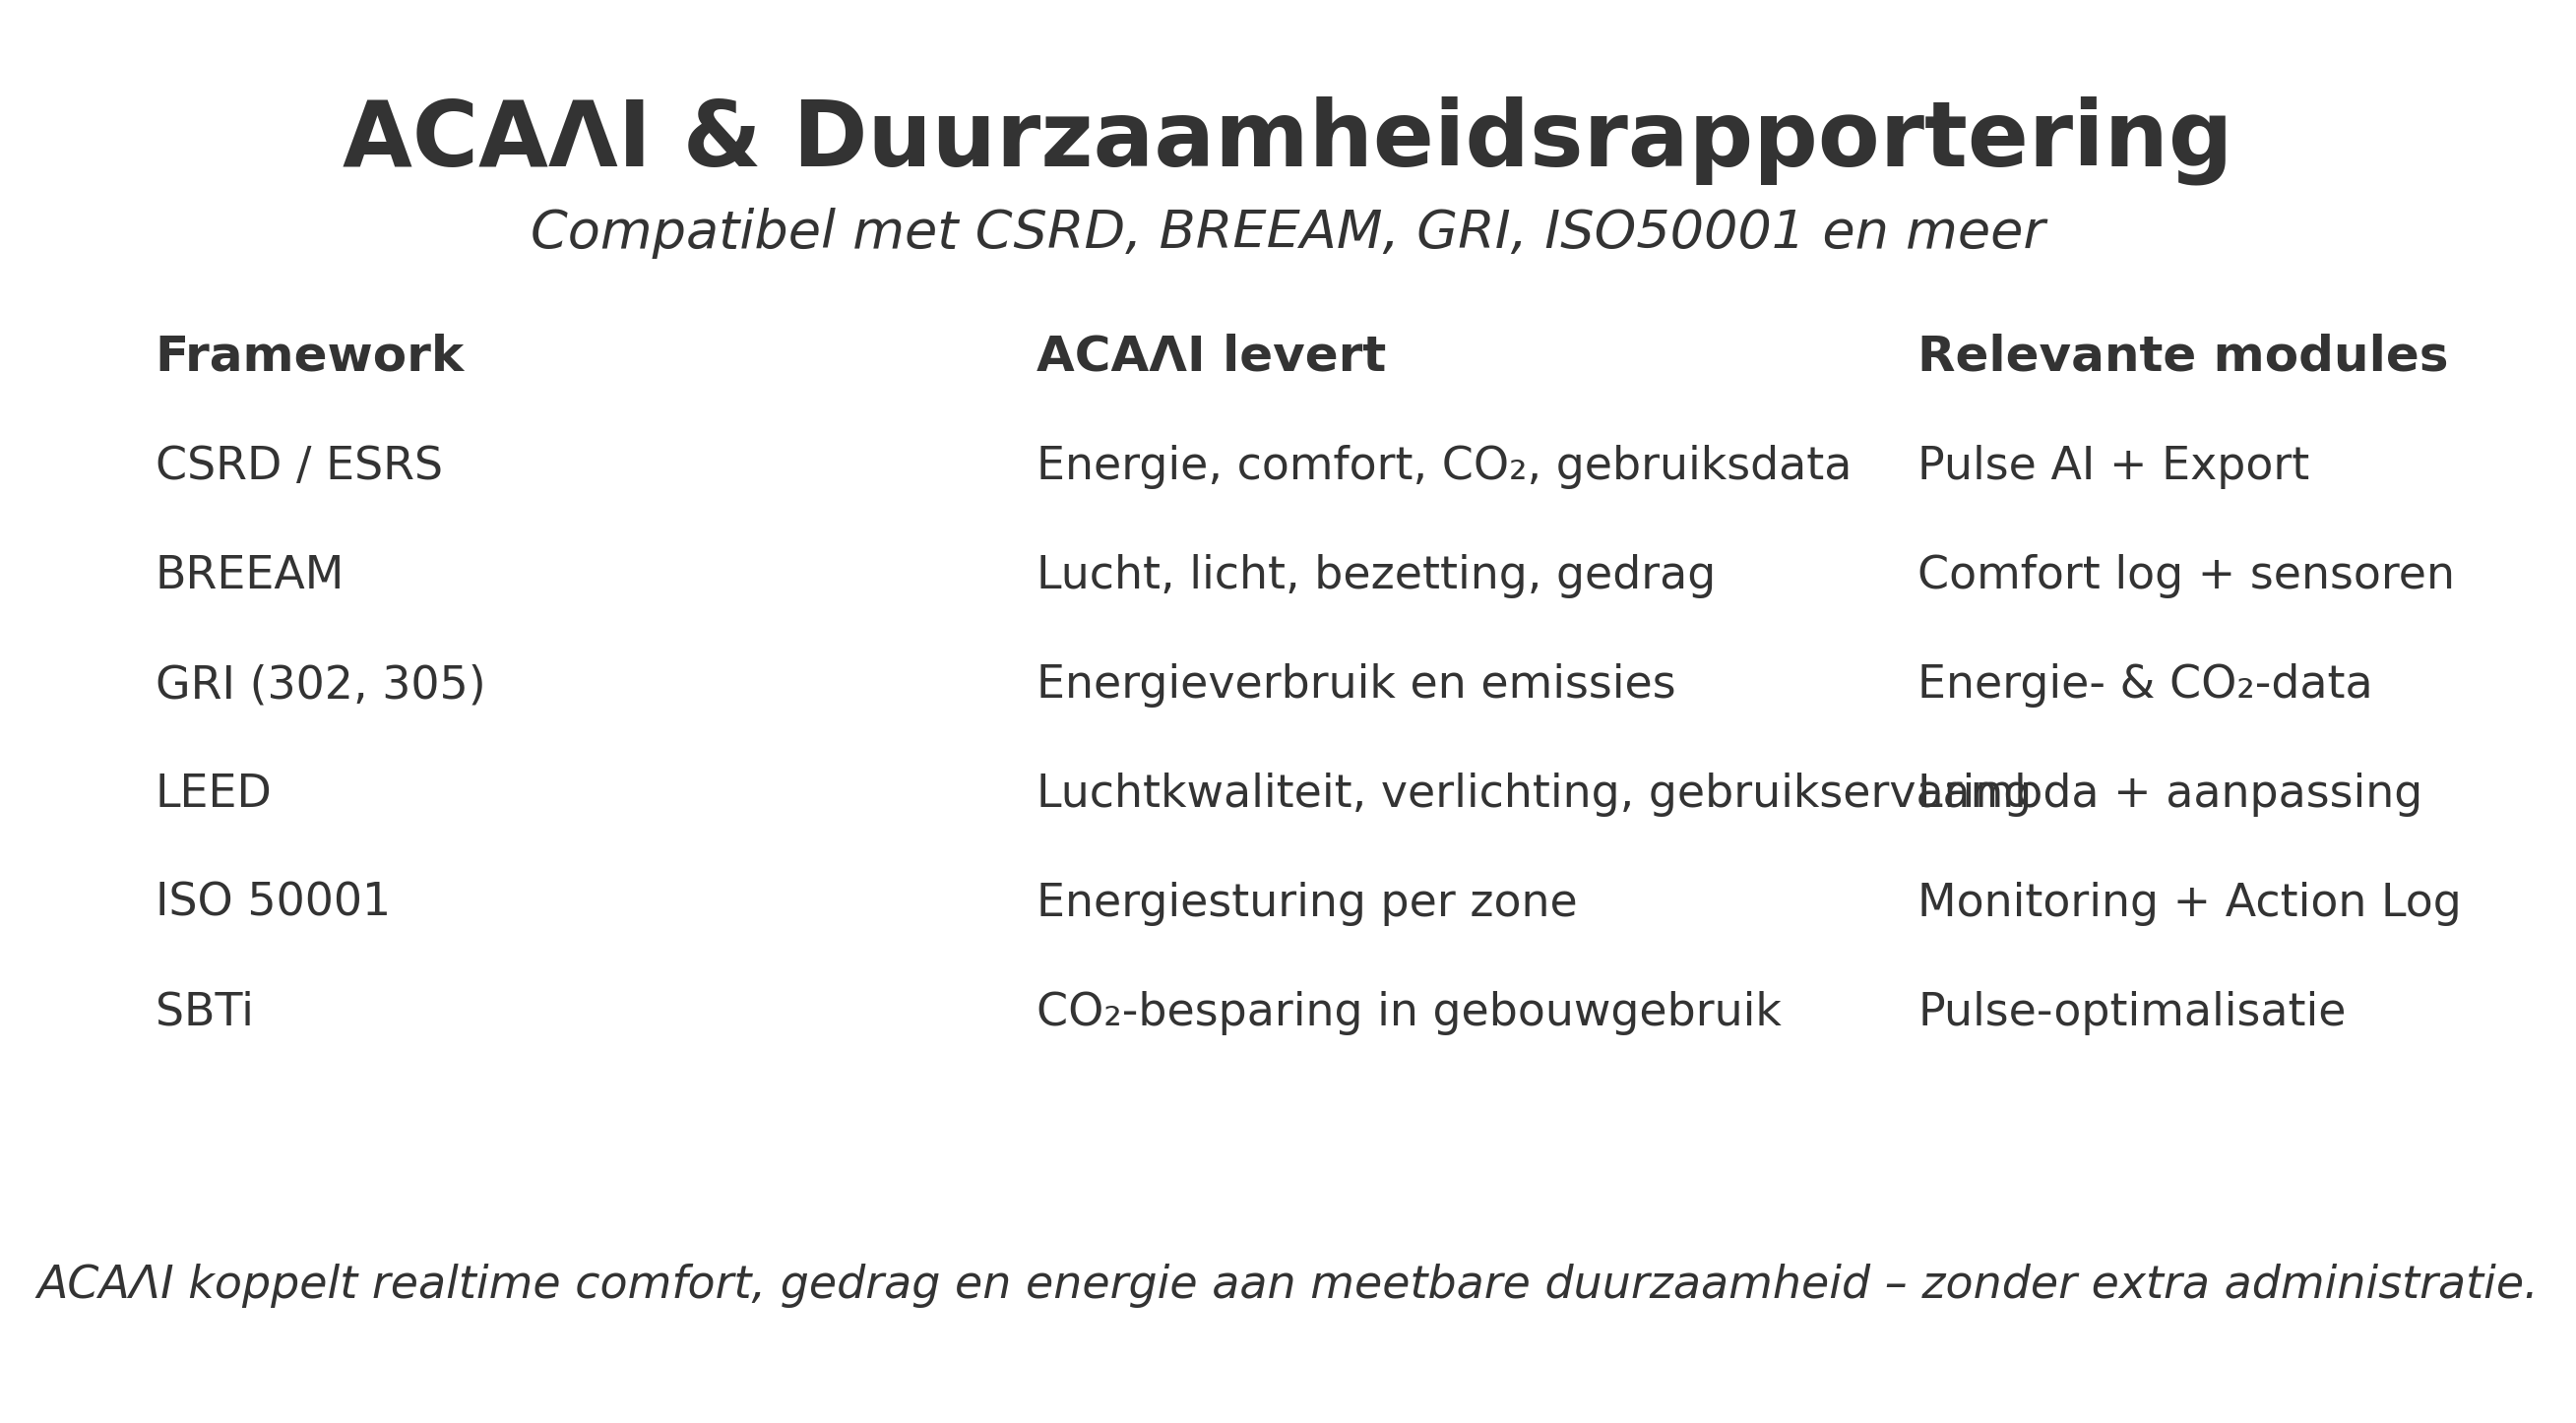 ACAΛI & Duurzaamheidsrapportering
Compatibel met CSRD, BREEAM, GRI, ISO50001 en meer
Framework ACAΛI levert Relevante modules
CSRD / ESRS Energie, comfort, CO₂, gebruiksdata Pulse AI + Export
BREEAM Lucht, licht, bezetting, gedrag Comfort log + sensoren
GRI (302, 305) Energieverbruik en emissies Energie- & CO₂-data
LEED Luchtkwaliteit, verlichting, gebruikservaring Lambda + aanpassing
ISO 50001 Energiesturing per zone Monitoring + Action Log
SBTi CO₂-besparing in gebouwgebruik Pulse-optimalisatie
ACAΛI koppelt realtime comfort, gedrag en energie aan meetbare duurzaamheid – zonder extra administratie.